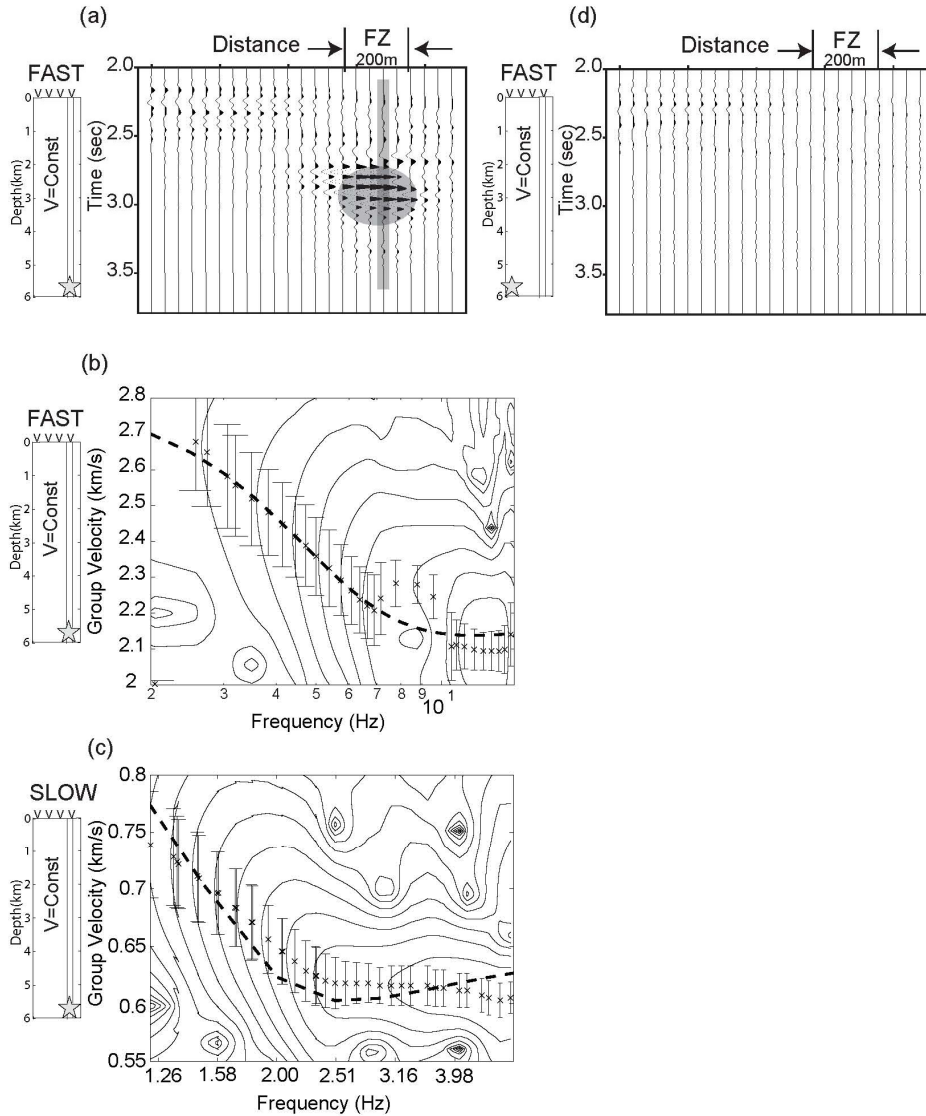 (a)
Distance
FZ
200m
FAST
V V V V
Depth(km)
0
1
2
3
4
5
6
V=Const
Time (sec)
2.0
2.5
3.0
3.5
(d)
Distance
FZ
200m
FAST
V V V V
Depth(km)
0
1
2
3
4
5
6
V=Const
Time (sec)
2.0
2.5
3.0
3.5
(b)
FAST
V V V V
Depth(km)
0
1
2
3
4
5
6
V=Const
Group Velocity (km/s)
2.8
2.7
2.6
2.5
2.4
2.3
2.2
2.1
2
2 3 4 5 6 7 8 9 10 1
Frequency (Hz)
(c)
SLOW
V V V V
Depth(km)
0
1
2
3
4
5
6
V=Const
Group Velocity (km/s)
0.8
0.75
0.7
0.65
0.6
0.55
1.26 1.58 2.00 2.51 3.16 3.98
Frequency (Hz)